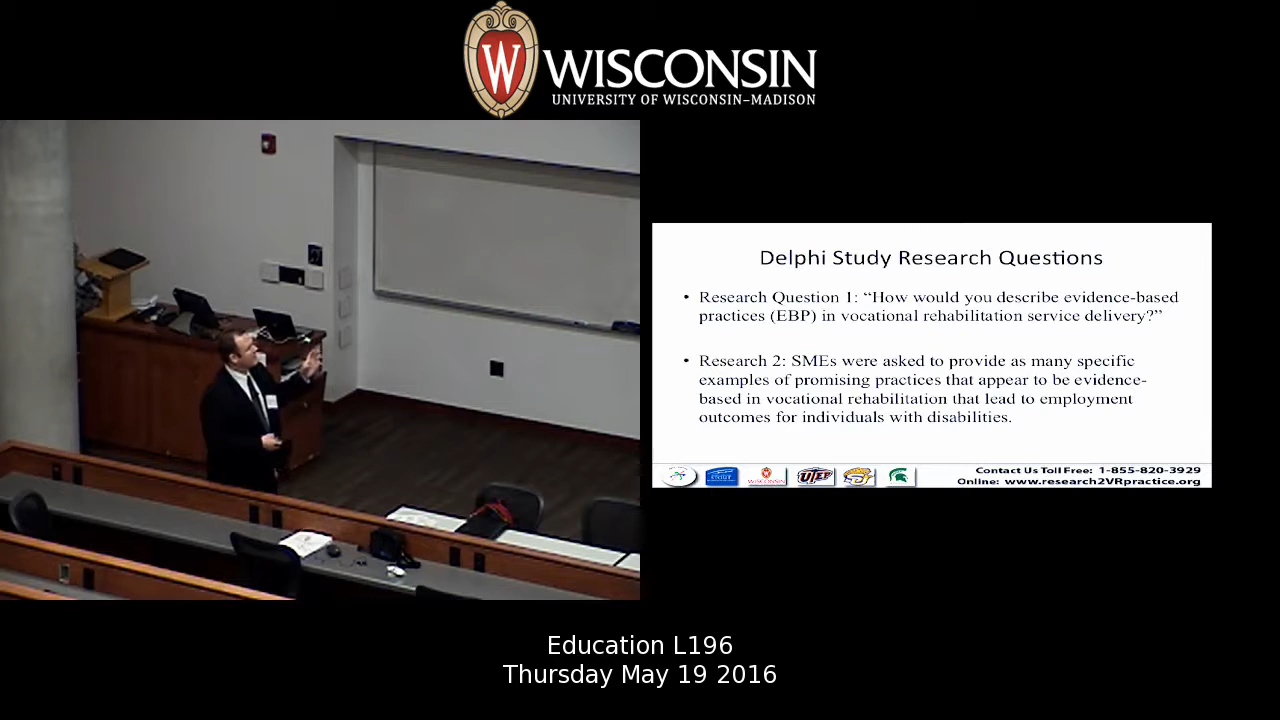 W
WISCONSIN
UNIVERSITY OF WISCONSIN–MADISON
Delphi Study Research Questions
• Research Question 1: “How would you describe evidence-based
practices (EBP) in vocational rehabilitation service delivery?”
• Research 2: SMEs were asked to provide as many specific
examples of promising practices that appear to be evidence-
based in vocational rehabilitation that lead to employment
outcomes for individuals with disabilities.
STOUT
WISCONSIN
UTEP
Contact Us Toll Free: 1-855-820-3929
Online: www.research2VRpractice.org
Education L196
Thursday May 19 2016